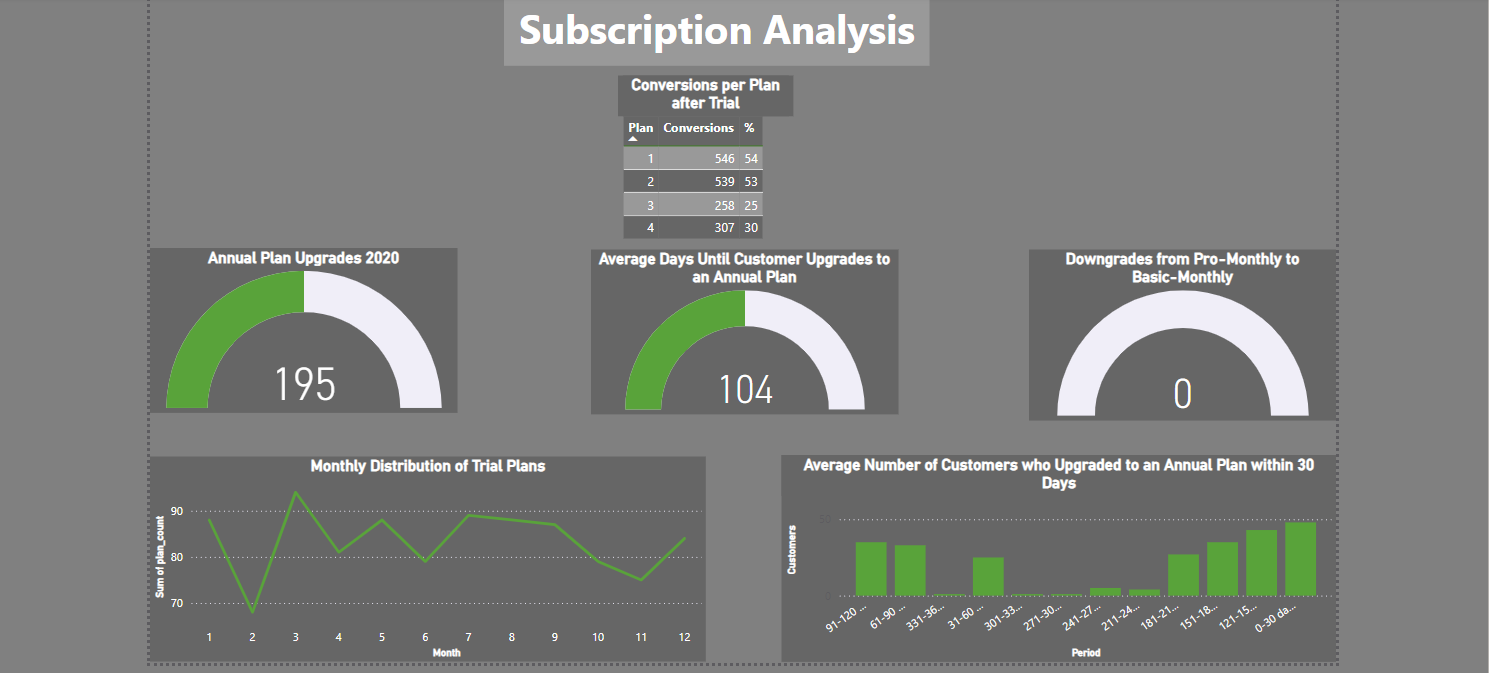 Subscription Analysis
Conversions per Plan
after Trial
Plan Conversions %
1 546 54
2 539 53
3 258 25
4 307 30
Annual Plan Upgrades 2020
195
Average Days Until Customer Upgrades to
an Annual Plan
104
Downgrades from Pro-Monthly to
Basic-Monthly
0
Monthly Distribution of Trial Plans
Sum of plan_count
90
80
70
1 2 3 4 5 6 7 8 9 10 11 12
Month
Average Number of Customers who Upgraded to an Annual Plan within 30
Days
Customers
91-120 ... 61-90 ... 331-36... 31-60 ... 301-33... 271-30... 241-27... 211-24... 181-21... 151-18... 121-15... 0-30 da...
Period